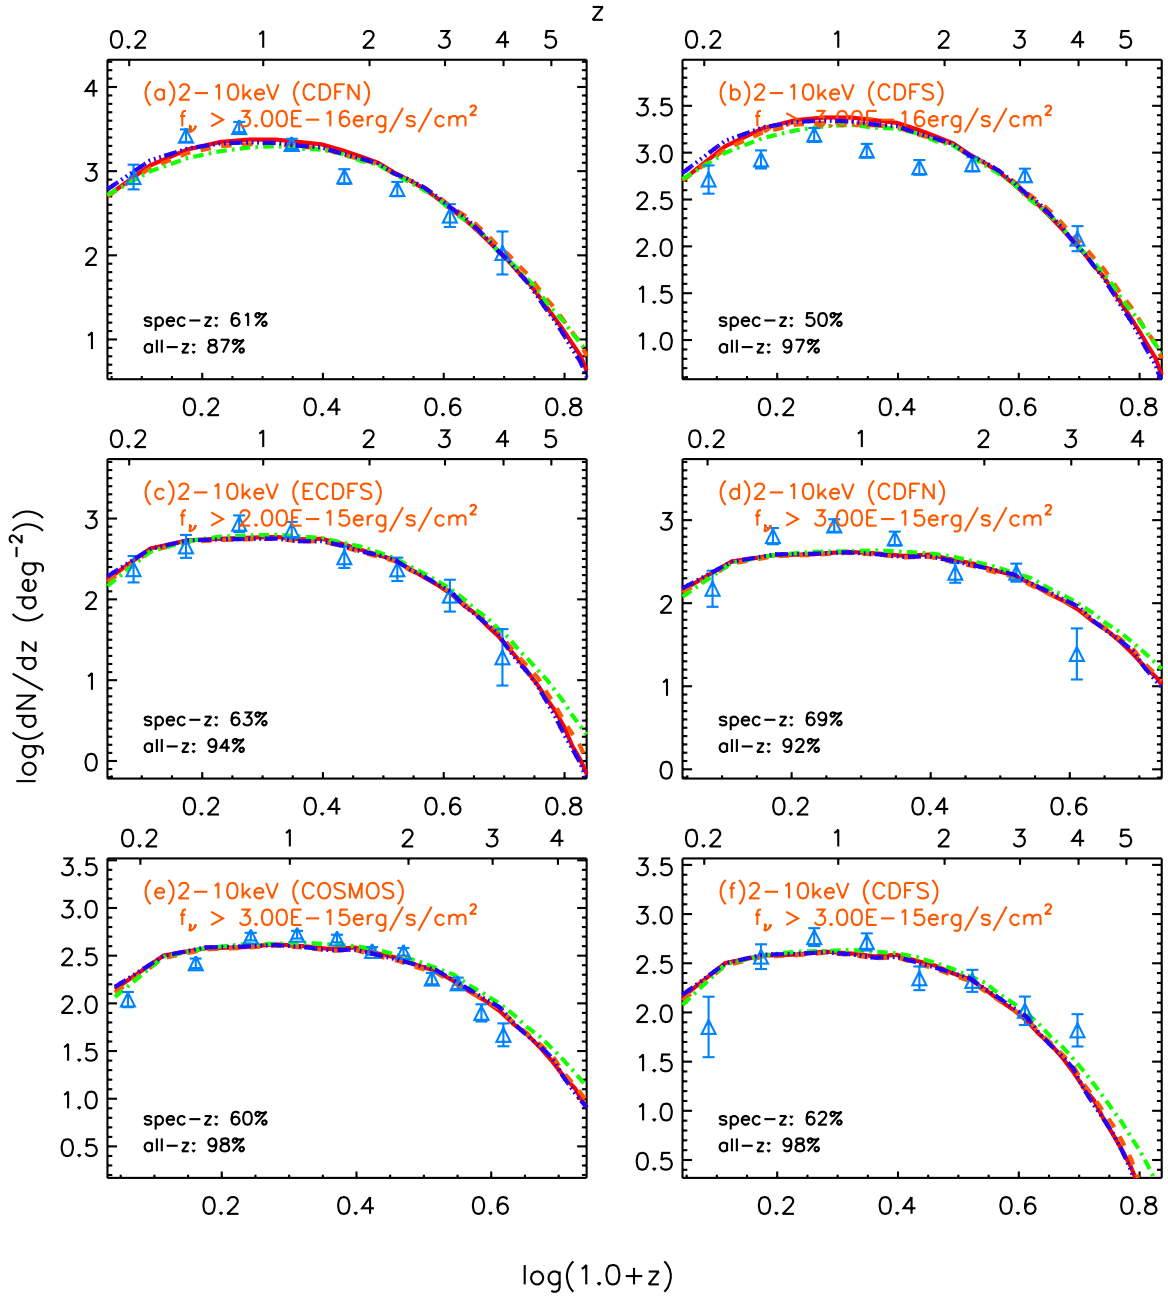 z
0.2 1 2 3 4 5
0.2 1 2 3 4 5
4
3
2
1
(a)2−10keV (CDFN)
fν > 3.00E−16erg/s/cm²
spec−z: 61%
all−z: 87%
3.5
3.0
2.5
2.0
1.5
1.0
(b)2−10keV (CDFS)
fν > 3.00E−16erg/s/cm²
spec−z: 50%
all−z: 97%
0.2 0.4 0.6 0.8
0.2 0.4 0.6 0.8
0.2 1 2 3 4 5
0.2 1 2 3 4
log(dN/dz (deg⁻²))
3
2
1
0
(c)2−10keV (ECDFS)
fν > 2.00E−15erg/s/cm²
spec−z: 63%
all−z: 94%
3
2
1
0
(d)2−10keV (CDFN)
fν > 3.00E−15erg/s/cm²
spec−z: 69%
all−z: 92%
0.2 0.4 0.6 0.8
0.2 0.4 0.6
0.2 1 2 3 4
0.2 1 2 3 4 5
3.5
3.0
2.5
2.0
1.5
1.0
0.5
(e)2−10keV (COSMOS)
fν > 3.00E−15erg/s/cm²
spec−z: 60%
all−z: 98%
3.5
3.0
2.5
2.0
1.5
1.0
0.5
(f)2−10keV (CDFS)
fν > 3.00E−15erg/s/cm²
spec−z: 62%
all−z: 98%
0.2 0.4 0.6
0.2 0.4 0.6 0.8
log(1.0+z)